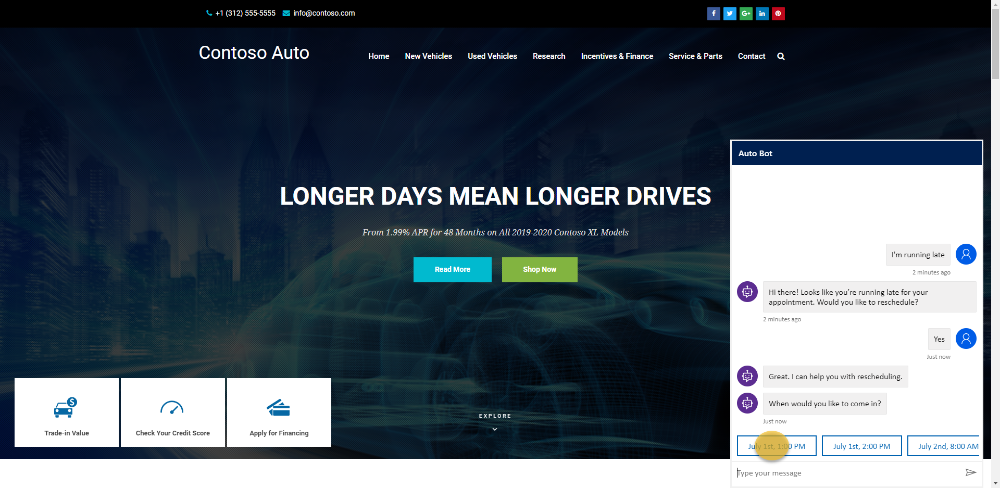 +1 (312) 555-5555 info@contoso.com
Contoso Auto
Home New Vehicles Used Vehicles Research Incentives & Finance Service & Parts Contact
LONGER DAYS MEAN LONGER DRIVES
From 1.99% APR for 48 Months on All 2019-2020 Contoso XL Models
Read More Shop Now
Trade-in Value
Check Your Credit Score
Apply for Financing
EXPLORE
Auto Bot
I'm running late
2 minutes ago
Hi there! Looks like you’re running late for your
appointment. Would you like to reschedule?
2 minutes ago
Yes
Just now
Great. I can help you with rescheduling.
When would you like to come in?
Just now
July 1st, 1:00 PM July 1st, 2:00 PM July 2nd, 8:00 AM
Type your message